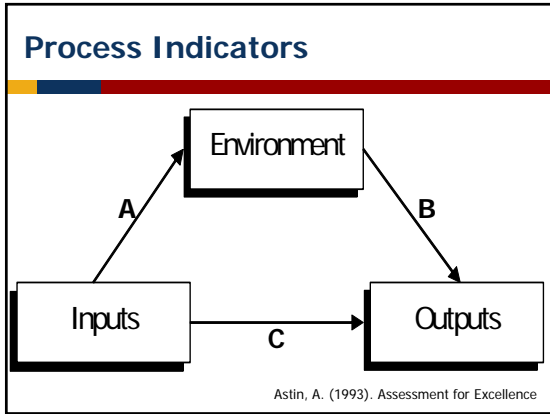 Process Indicators
Environment
A
B
Inputs
Outputs
C
Astin, A. (1993). Assessment for Excellence